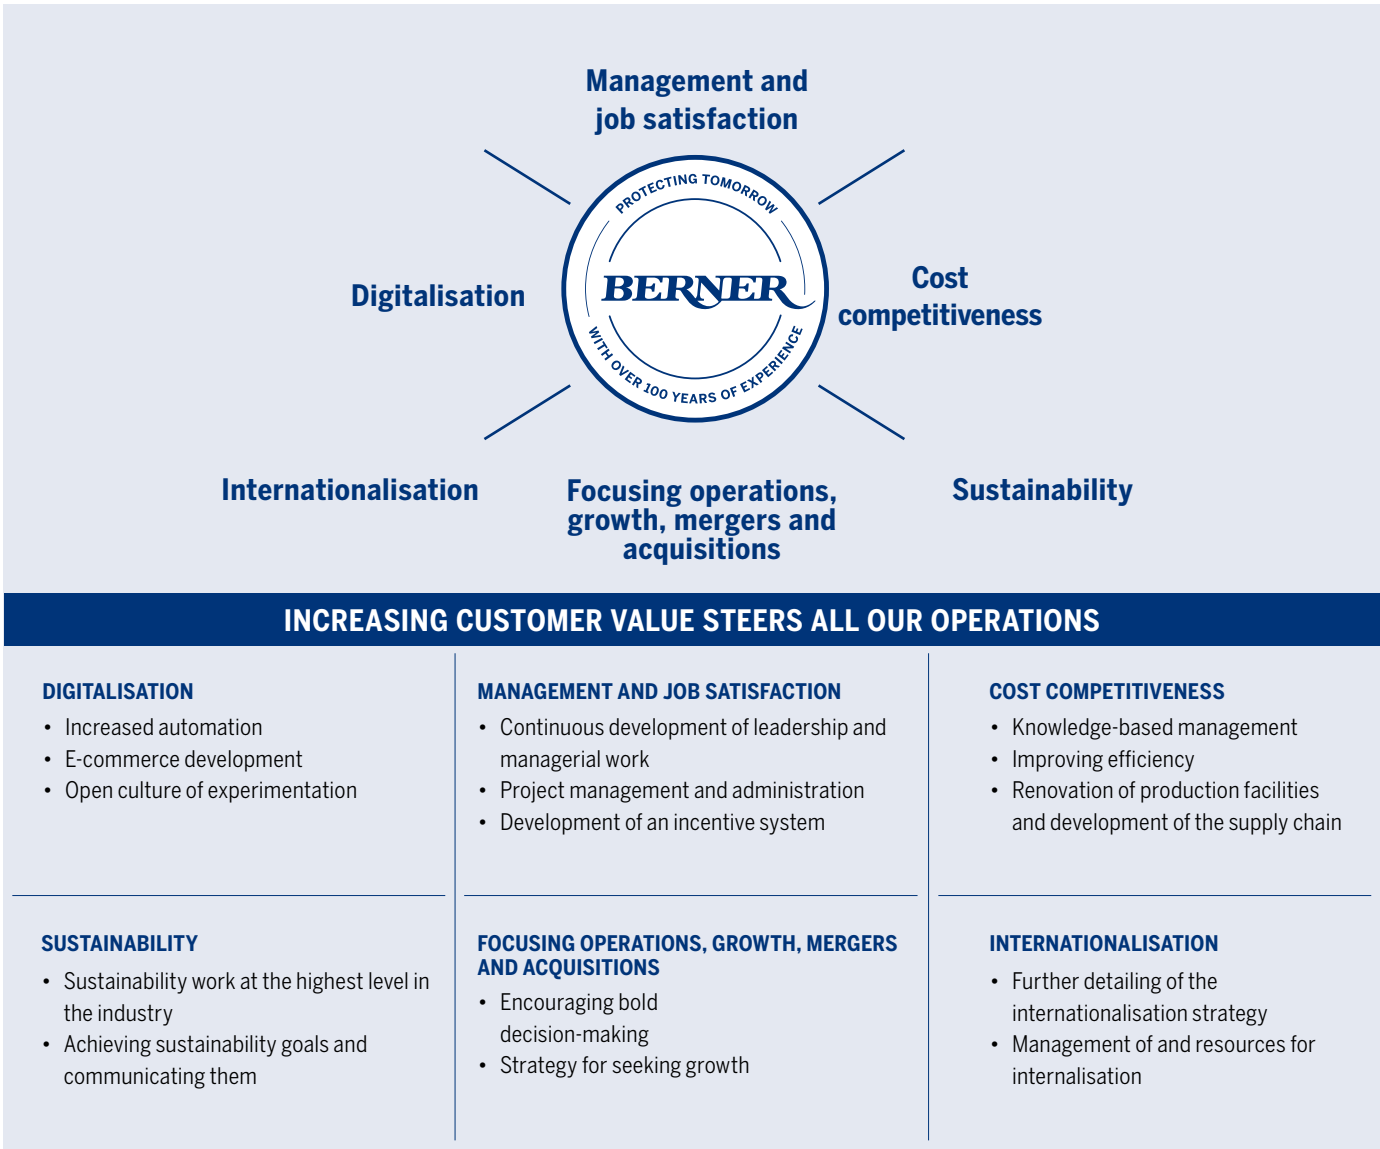 Management and
job satisfaction
PROTECTING TOMORROW
BERNER
WITH OVER 100 YEARS OF EXPERIENCE
Digitalisation
Cost
competitiveness
Internationalisation
Focusing operations,
growth, mergers and
acquisitions
Sustainability
INCREASING CUSTOMER VALUE STEERS ALL OUR OPERATIONS
DIGITALISATION
• Increased automation
• E-commerce development
• Open culture of experimentation
MANAGEMENT AND JOB SATISFACTION
• Continuous development of leadership and
managerial work
• Project management and administration
• Development of an incentive system
COST COMPETITIVENESS
• Knowledge-based management
• Improving efficiency
• Renovation of production facilities
and development of the supply chain
SUSTAINABILITY
• Sustainability work at the highest level in
the industry
• Achieving sustainability goals and
communicating them
FOCUSING OPERATIONS, GROWTH, MERGERS
AND ACQUISITIONS
• Encouraging bold
decision-making
• Strategy for seeking growth
INTERNATIONALISATION
• Further detailing of the
internationalisation strategy
• Management of and resources for
internalisation